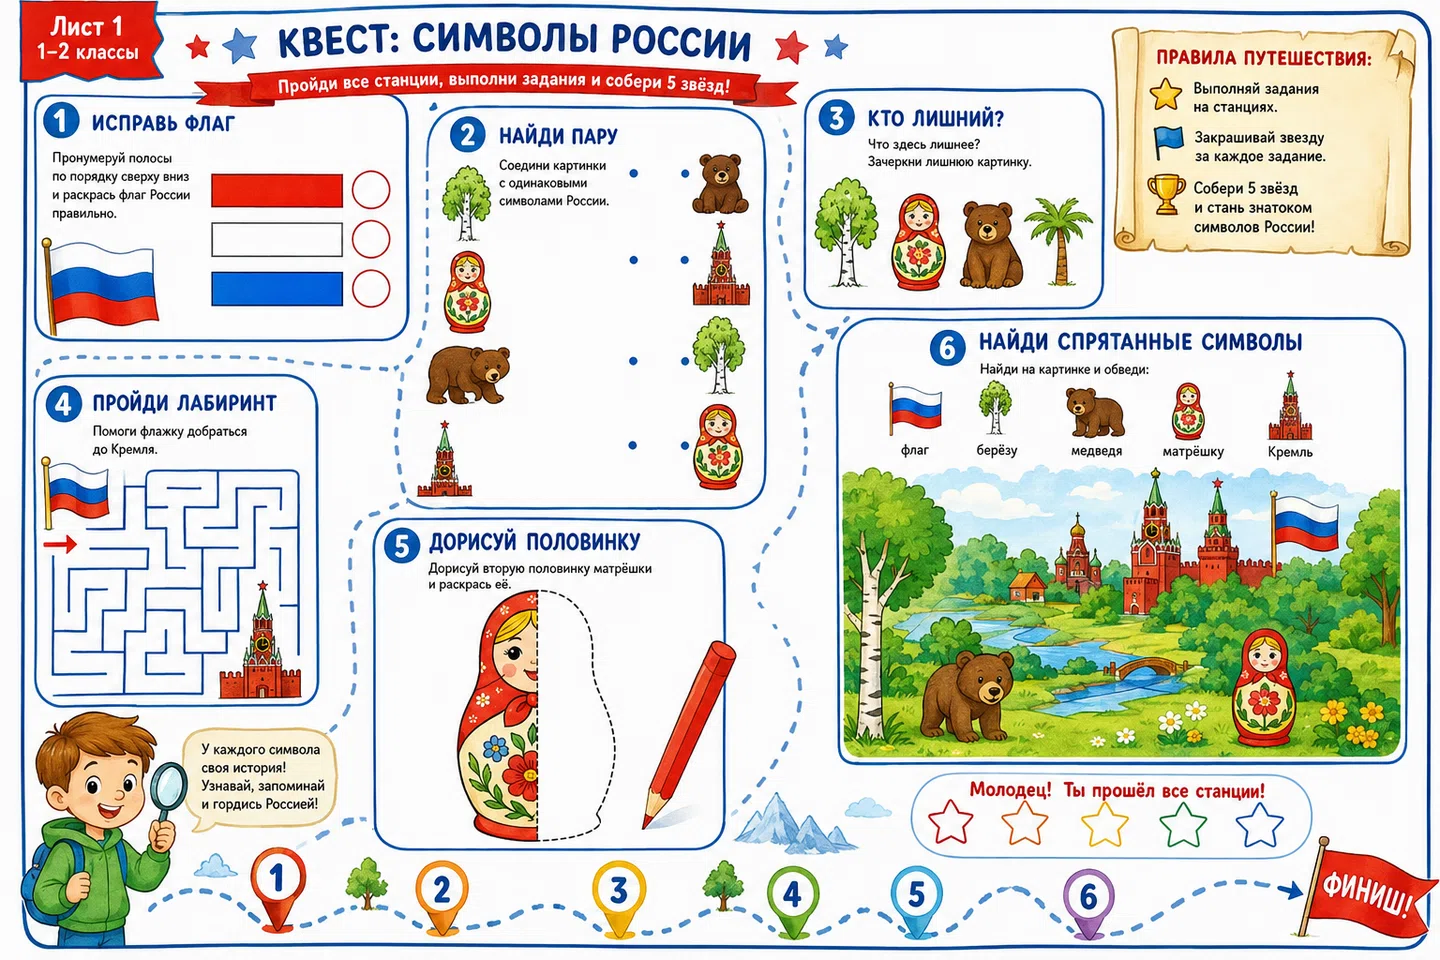 Лист 1
1–2 классы
КВЕСТ: СИМВОЛЫ РОССИИ
Пройди все станции, выполни задания и собери 5 звёзд!
ПРАВИЛА ПУТЕШЕСТВИЯ:
Выполняй задания
на станциях.
Закрашивай звезду
за каждое задание.
Собери 5 звёзд
и стань знатоком
символов России!
1 ИСПРАВЬ ФЛАГ
Пронумеруй полосы
по порядку сверху вниз
и раскрась флаг России
правильно.
2 НАЙДИ ПАРУ
Соедини картинки
с одинаковыми
символами России.
3 КТО ЛИШНИЙ?
Что здесь лишнее?
Зачеркни лишнюю картинку.
4 ПРОЙДИ ЛАБИРИНТ
Помоги флажку добраться
до Кремля.
5 ДОРИСУЙ ПОЛОВИНКУ
Дорисуй вторую половинку матрёшки
и раскрась её.
6 НАЙДИ СПРЯТАННЫЕ СИМВОЛЫ
Найди на картинке и обведи:
флаг берёзу медведя матрёшку Кремль
У каждого символа
своя история!
Узнавай, запоминай
и гордись Россией!
Молодец! Ты прошёл все станции!
1 2 3 4 5 6
ФИНИШ!